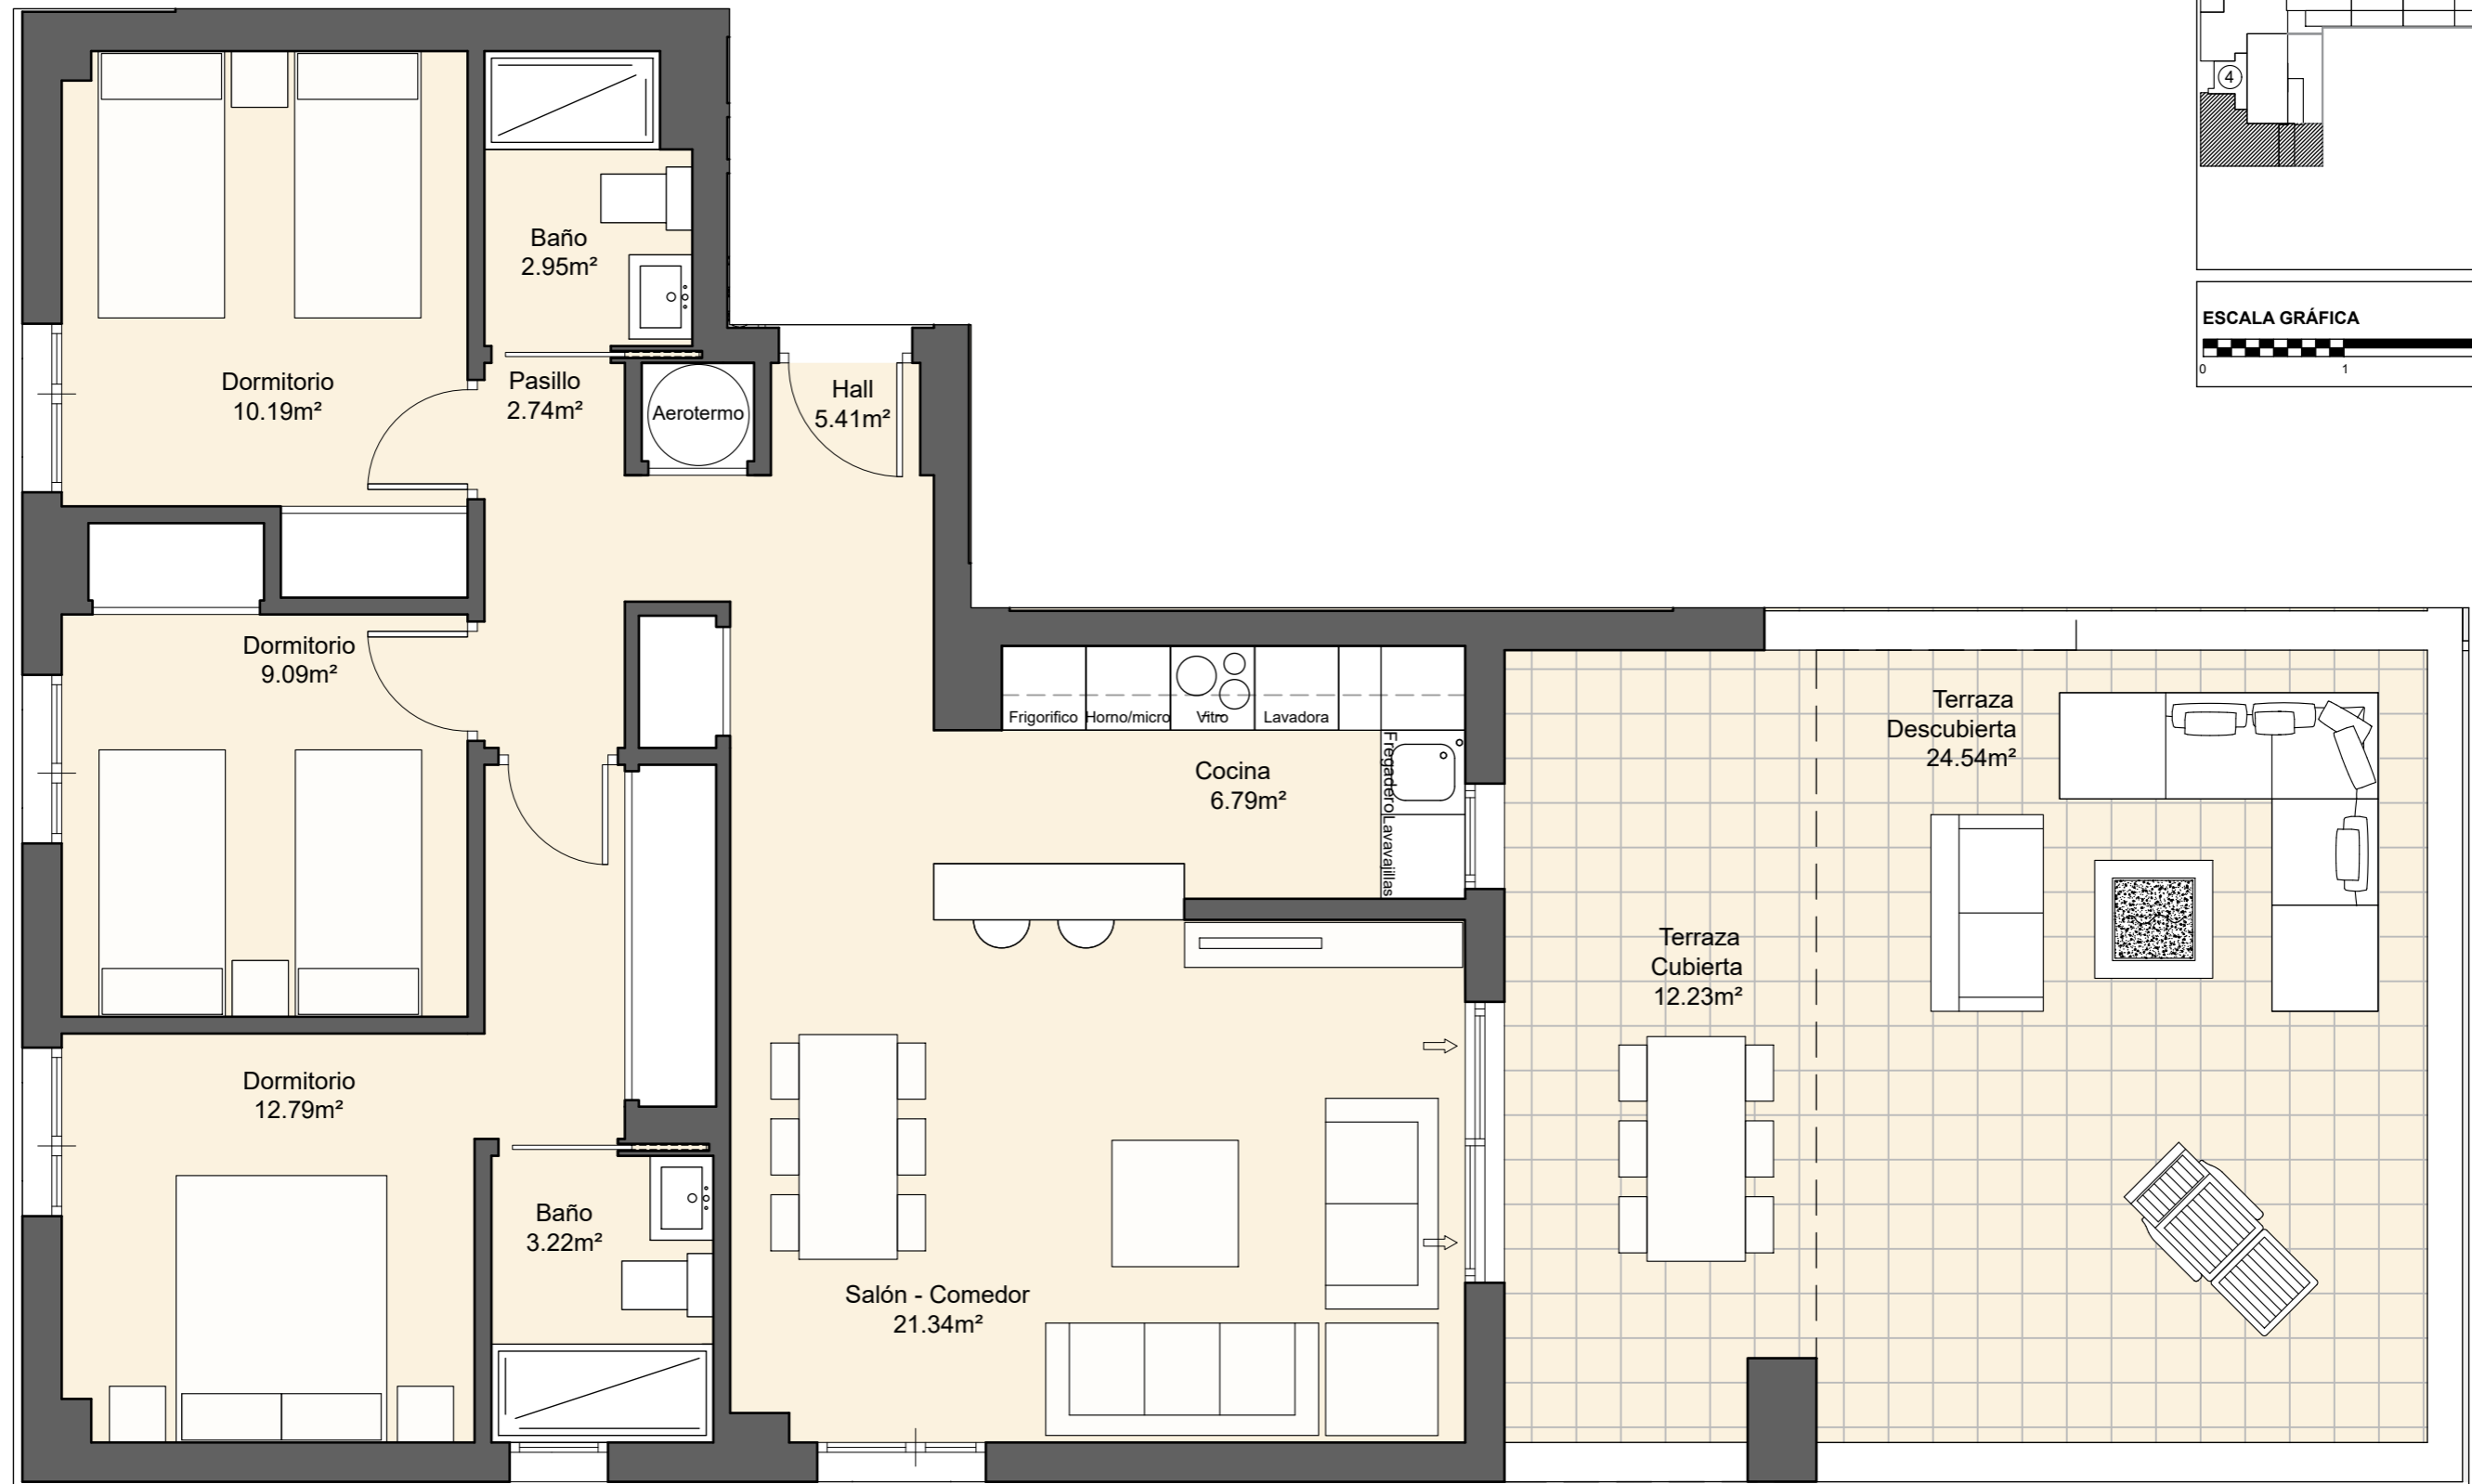 4
ESCALA GRÁFICA
0
1
Baño
2.95m²
Dormitorio
10.19m²
Pasillo
2.74m²
Aerotermo
Hall
5.41m²
Dormitorio
9.09m²
Frigorifico
Horno/micro
Vitro
Lavadora
Fregadero
Lavavajillas
Cocina
6.79m²
Terraza
Descubierta
24.54m²
Terraza
Cubierta
12.23m²
Dormitorio
12.79m²
Baño
3.22m²
Salón - Comedor
21.34m²